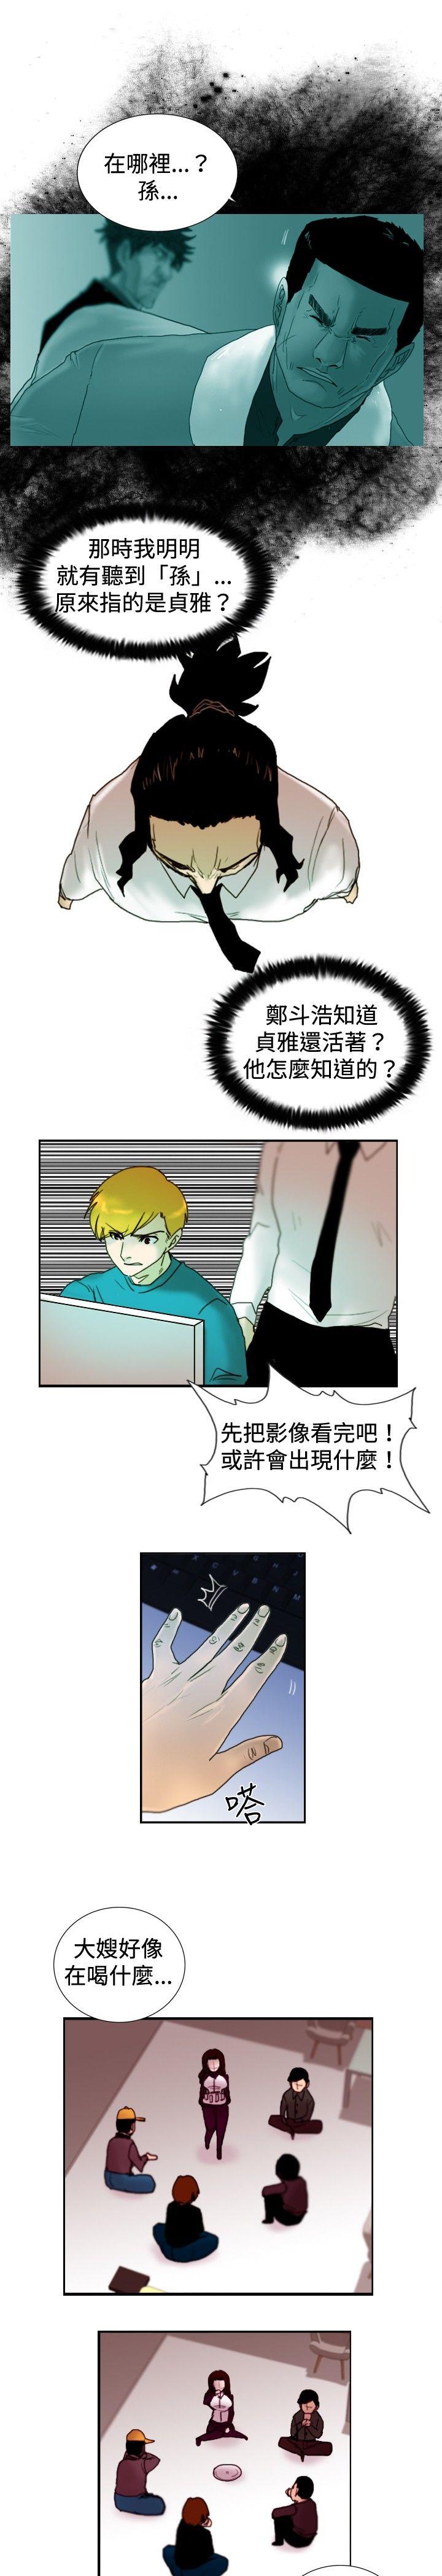 在哪裡...？
孫...
那時我明明
就有聽到「孫」...
原來指的是貞雅？
鄭斗浩知道
貞雅還活著？
他怎麼知道的？
先把影像看完吧！
或許會出現什麼！
X C V B N M
嗒
大嫂好像
在喝什麼...